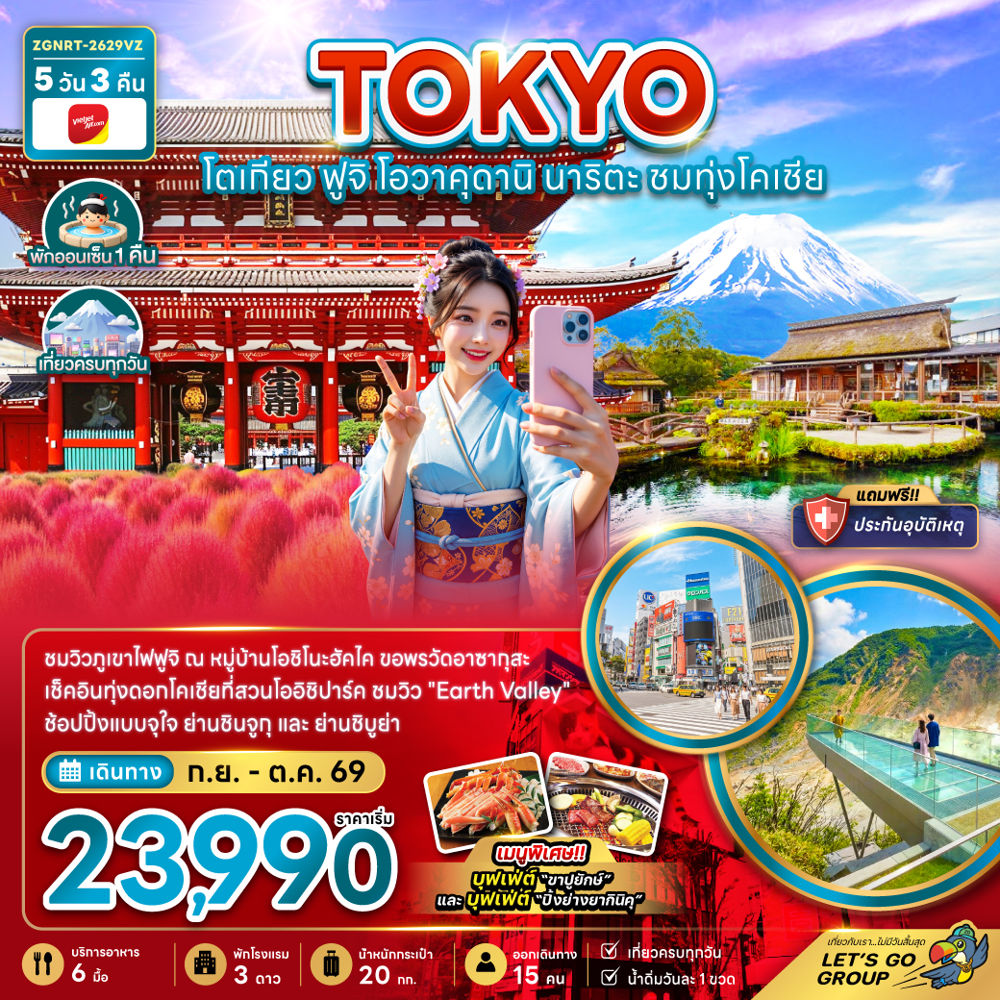 ZGNRT-2629VZ
5 วัน 3 คืน
vietjet
Air.com
TOKYO
โตเกียว ฟูจิ โอวาคุดานิ นาริตะ ชมทุ่งโคเชีย
พักออนเซ็น 1 คืน
เที่ยวครบทุกวัน
แถมฟรี!!
ประกันอุบัติเหตุ
ชมวิวภูเขาไฟฟูจิ ณ หมู่บ้านโอชิโนะฮัคไค ขอพรวัดอาซากุสะ
เช็คอินทุ่งดอกโคเชียที่สวนโออิชิปาร์ค ชมวิว "Earth Valley"
ช้อปปิ้งแบบจุใจ ย่านชินจูกุ และ ย่านชิบูย่า
เดินทาง ก.ย. - ต.ค. 69
ราคาเริ่ม
23,990
เมนูพิเศษ!!
บุฟเฟ่ต์ "ขาปูยักษ์"
และ บุฟเฟ่ต์ "ปิ้งย่างยากินิคุ"
บริการอาหาร
6 มื้อ
พักโรงแรม
3 ดาว
น้ำหนักกระเป๋า
20 กก.
ออกเดินทาง
15 คน
เที่ยวครบทุกวัน
น้ำดื่มวันละ 1 ขวด
เที่ยวกับเรา...ไม่มีวันสิ้นสุด
LET'S GO
GROUP